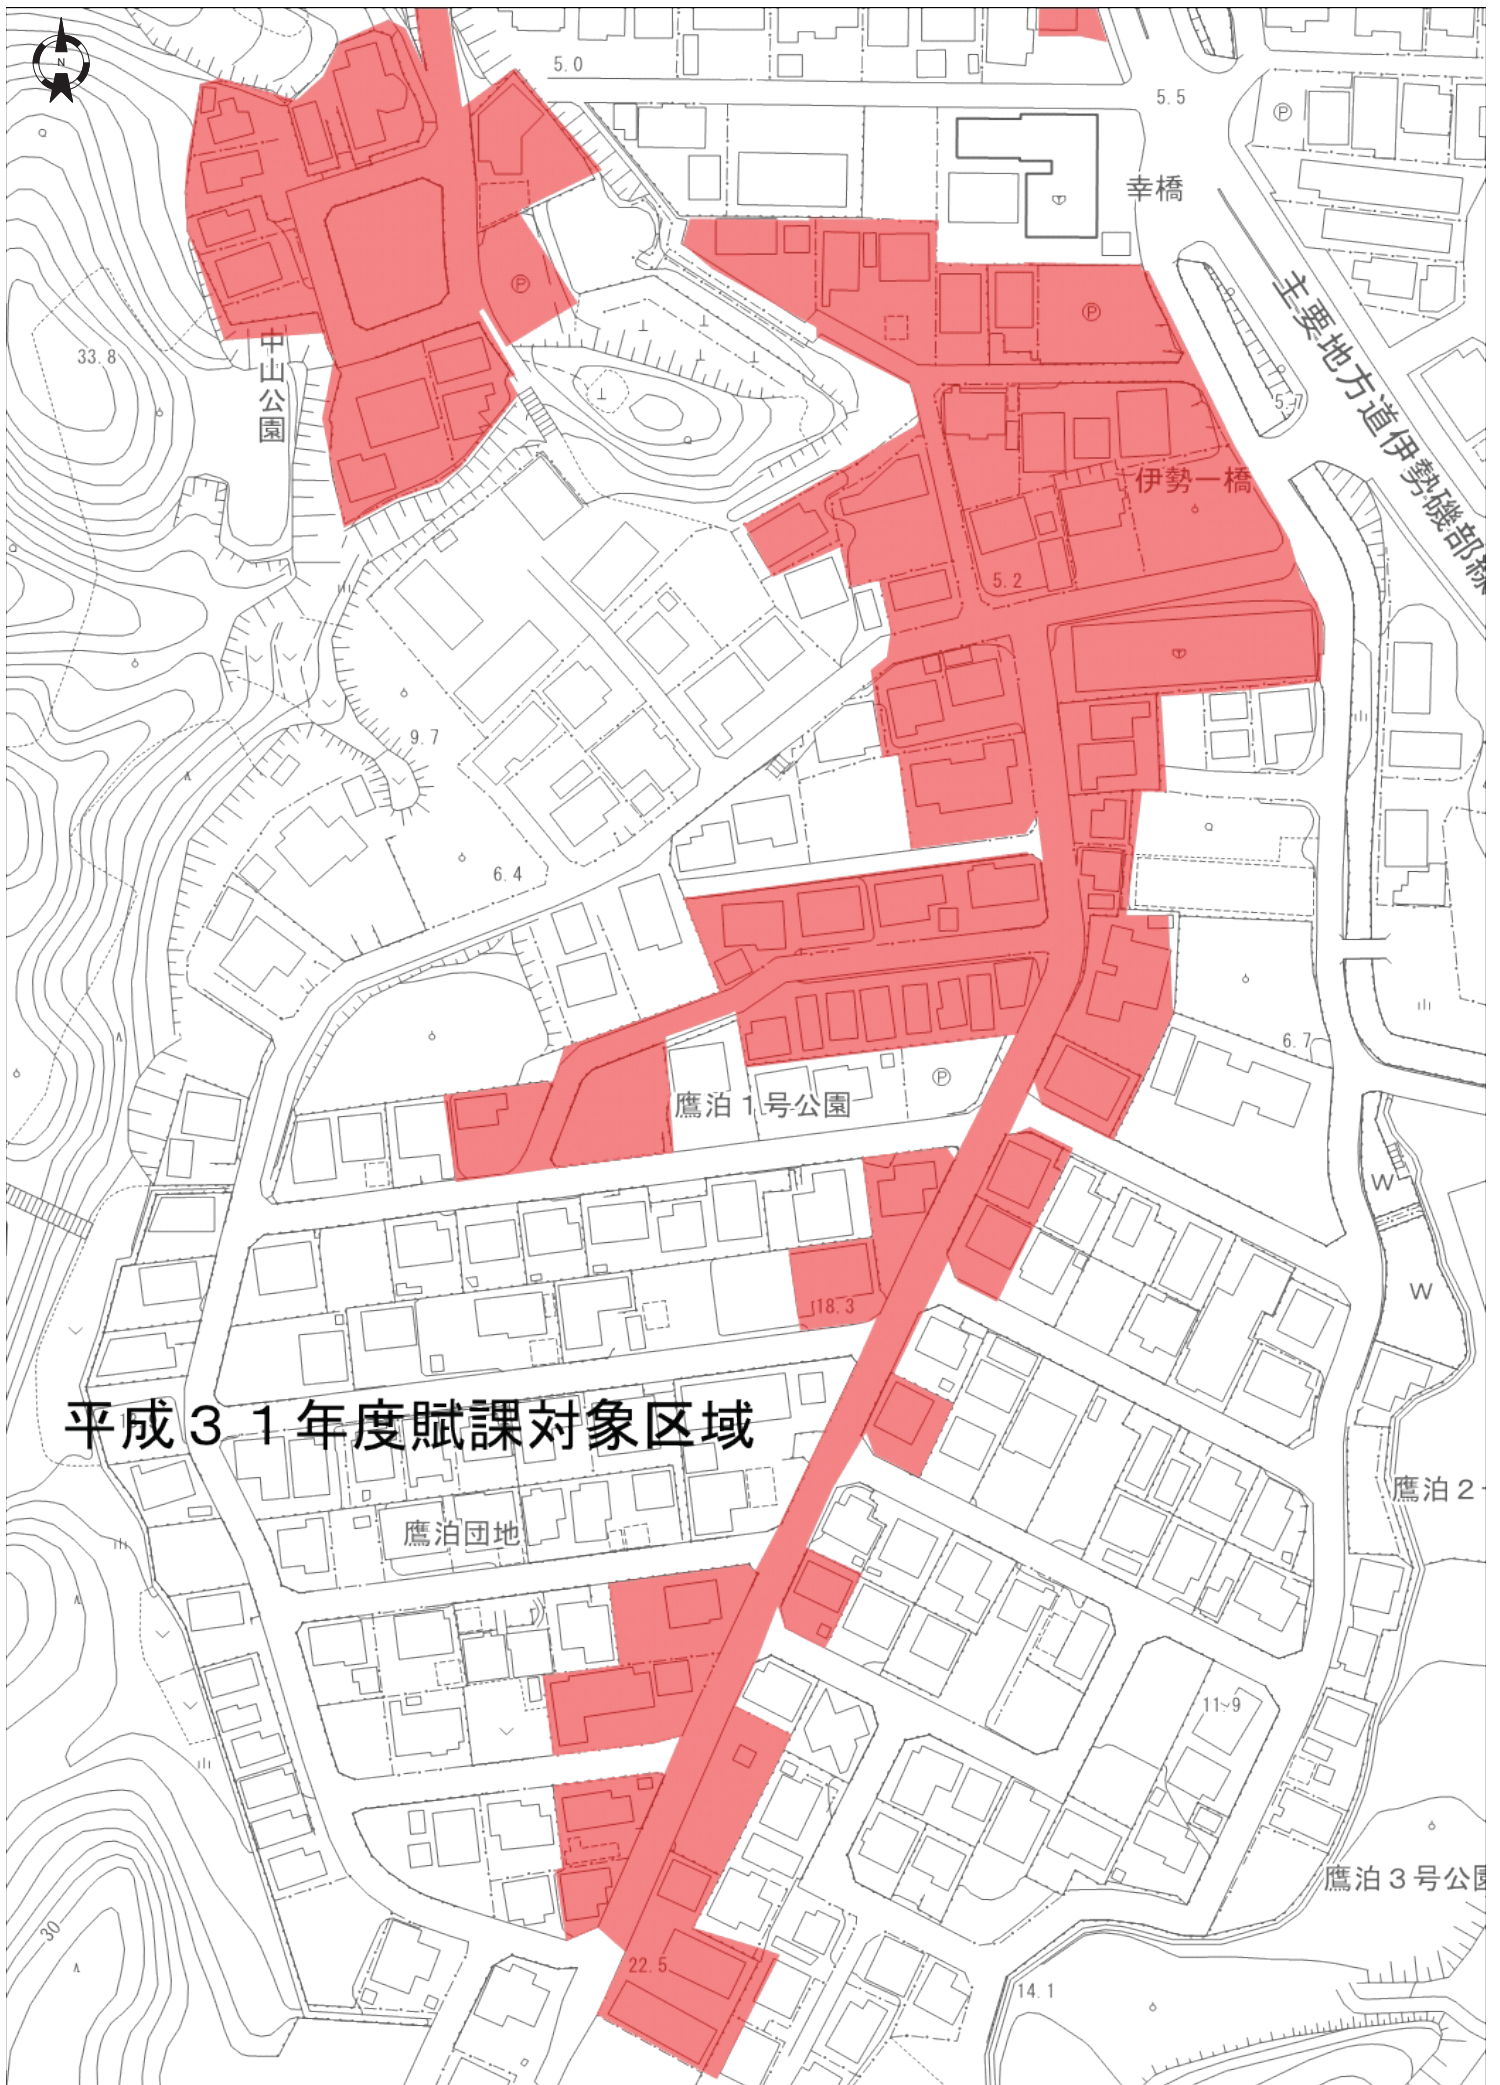 N
5.0
5.5
P
幸橋
P
P
主要地方道伊勢磯部線
33.8
中山公園
5.7
伊勢一橋
5.2
9.7
6.4
6.7
P
鷹泊1号公園
W
W
18.3
平成31年度賦課対象区域
鷹泊2
鷹泊団地
11.9
鷹泊3号公園
30
22.5
14.1